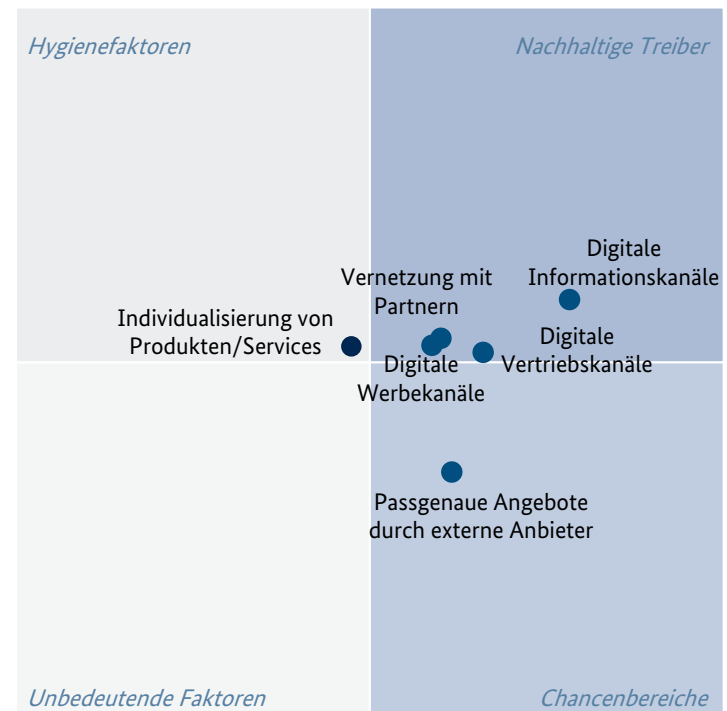 Hygienefaktoren
Nachhaltige Treiber
Digitale
Informationskanäle
Vernetzung mit
Partnern
Individualisierung von
Produkten/Services
Digitale
Vertriebskanäle
Digitale
Werbekanäle
Passgenaue Angebote
durch externe Anbieter
Unbedeutende Faktoren
Chancenbereiche